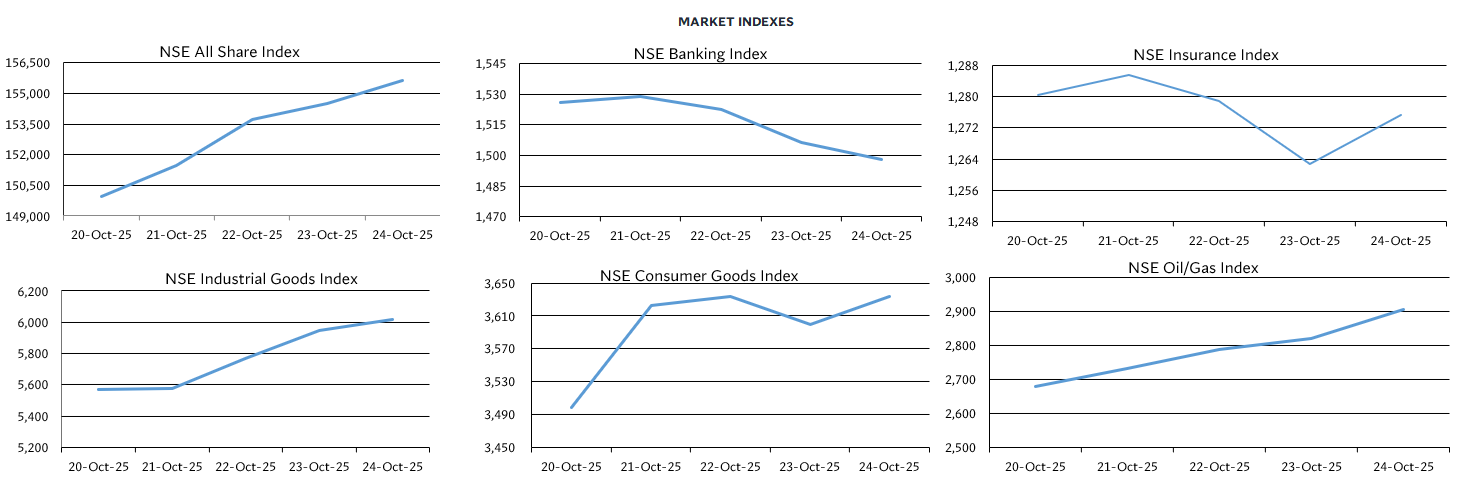 MARKET INDEXES
NSE All Share Index
156,500
155,000
153,500
152,000
150,500
149,000
20-Oct-25 21-Oct-25 22-Oct-25 23-Oct-25 24-Oct-25
NSE Banking Index
1,545
1,530
1,515
1,500
1,485
1,470
20-Oct-25 21-Oct-25 22-Oct-25 23-Oct-25 24-Oct-25
NSE Insurance Index
1,288
1,280
1,272
1,264
1,256
1,248
20-Oct-25 21-Oct-25 22-Oct-25 23-Oct-25 24-Oct-25
NSE Industrial Goods Index
6,200
6,000
5,800
5,600
5,400
5,200
20-Oct-25 21-Oct-25 22-Oct-25 23-Oct-25 24-Oct-25
NSE Consumer Goods Index
3,650
3,610
3,570
3,530
3,490
3,450
20-Oct-25 21-Oct-25 22-Oct-25 23-Oct-25 24-Oct-25
NSE Oil/Gas Index
3,000
2,900
2,800
2,700
2,600
2,500
20-Oct-25 21-Oct-25 22-Oct-25 23-Oct-25 24-Oct-25